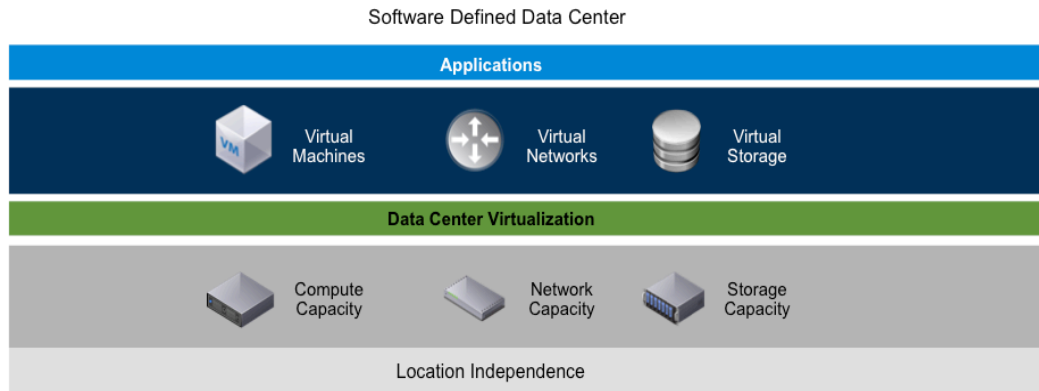 Software Defined Data Center
Applications
VM
Virtual
Machines
Virtual
Networks
Virtual
Storage
Data Center Virtualization
Compute
Capacity
Network
Capacity
Storage
Capacity
Location Independence